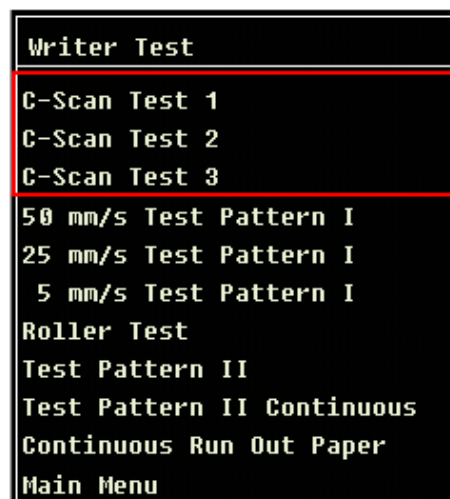 Writer Test
C-Scan Test 1
C-Scan Test 2
C-Scan Test 3
50 mm/s Test Pattern I
25 mm/s Test Pattern I
5 mm/s Test Pattern I
Roller Test
Test Pattern II
Test Pattern II Continuous
Continuous Run Out Paper
Main Menu